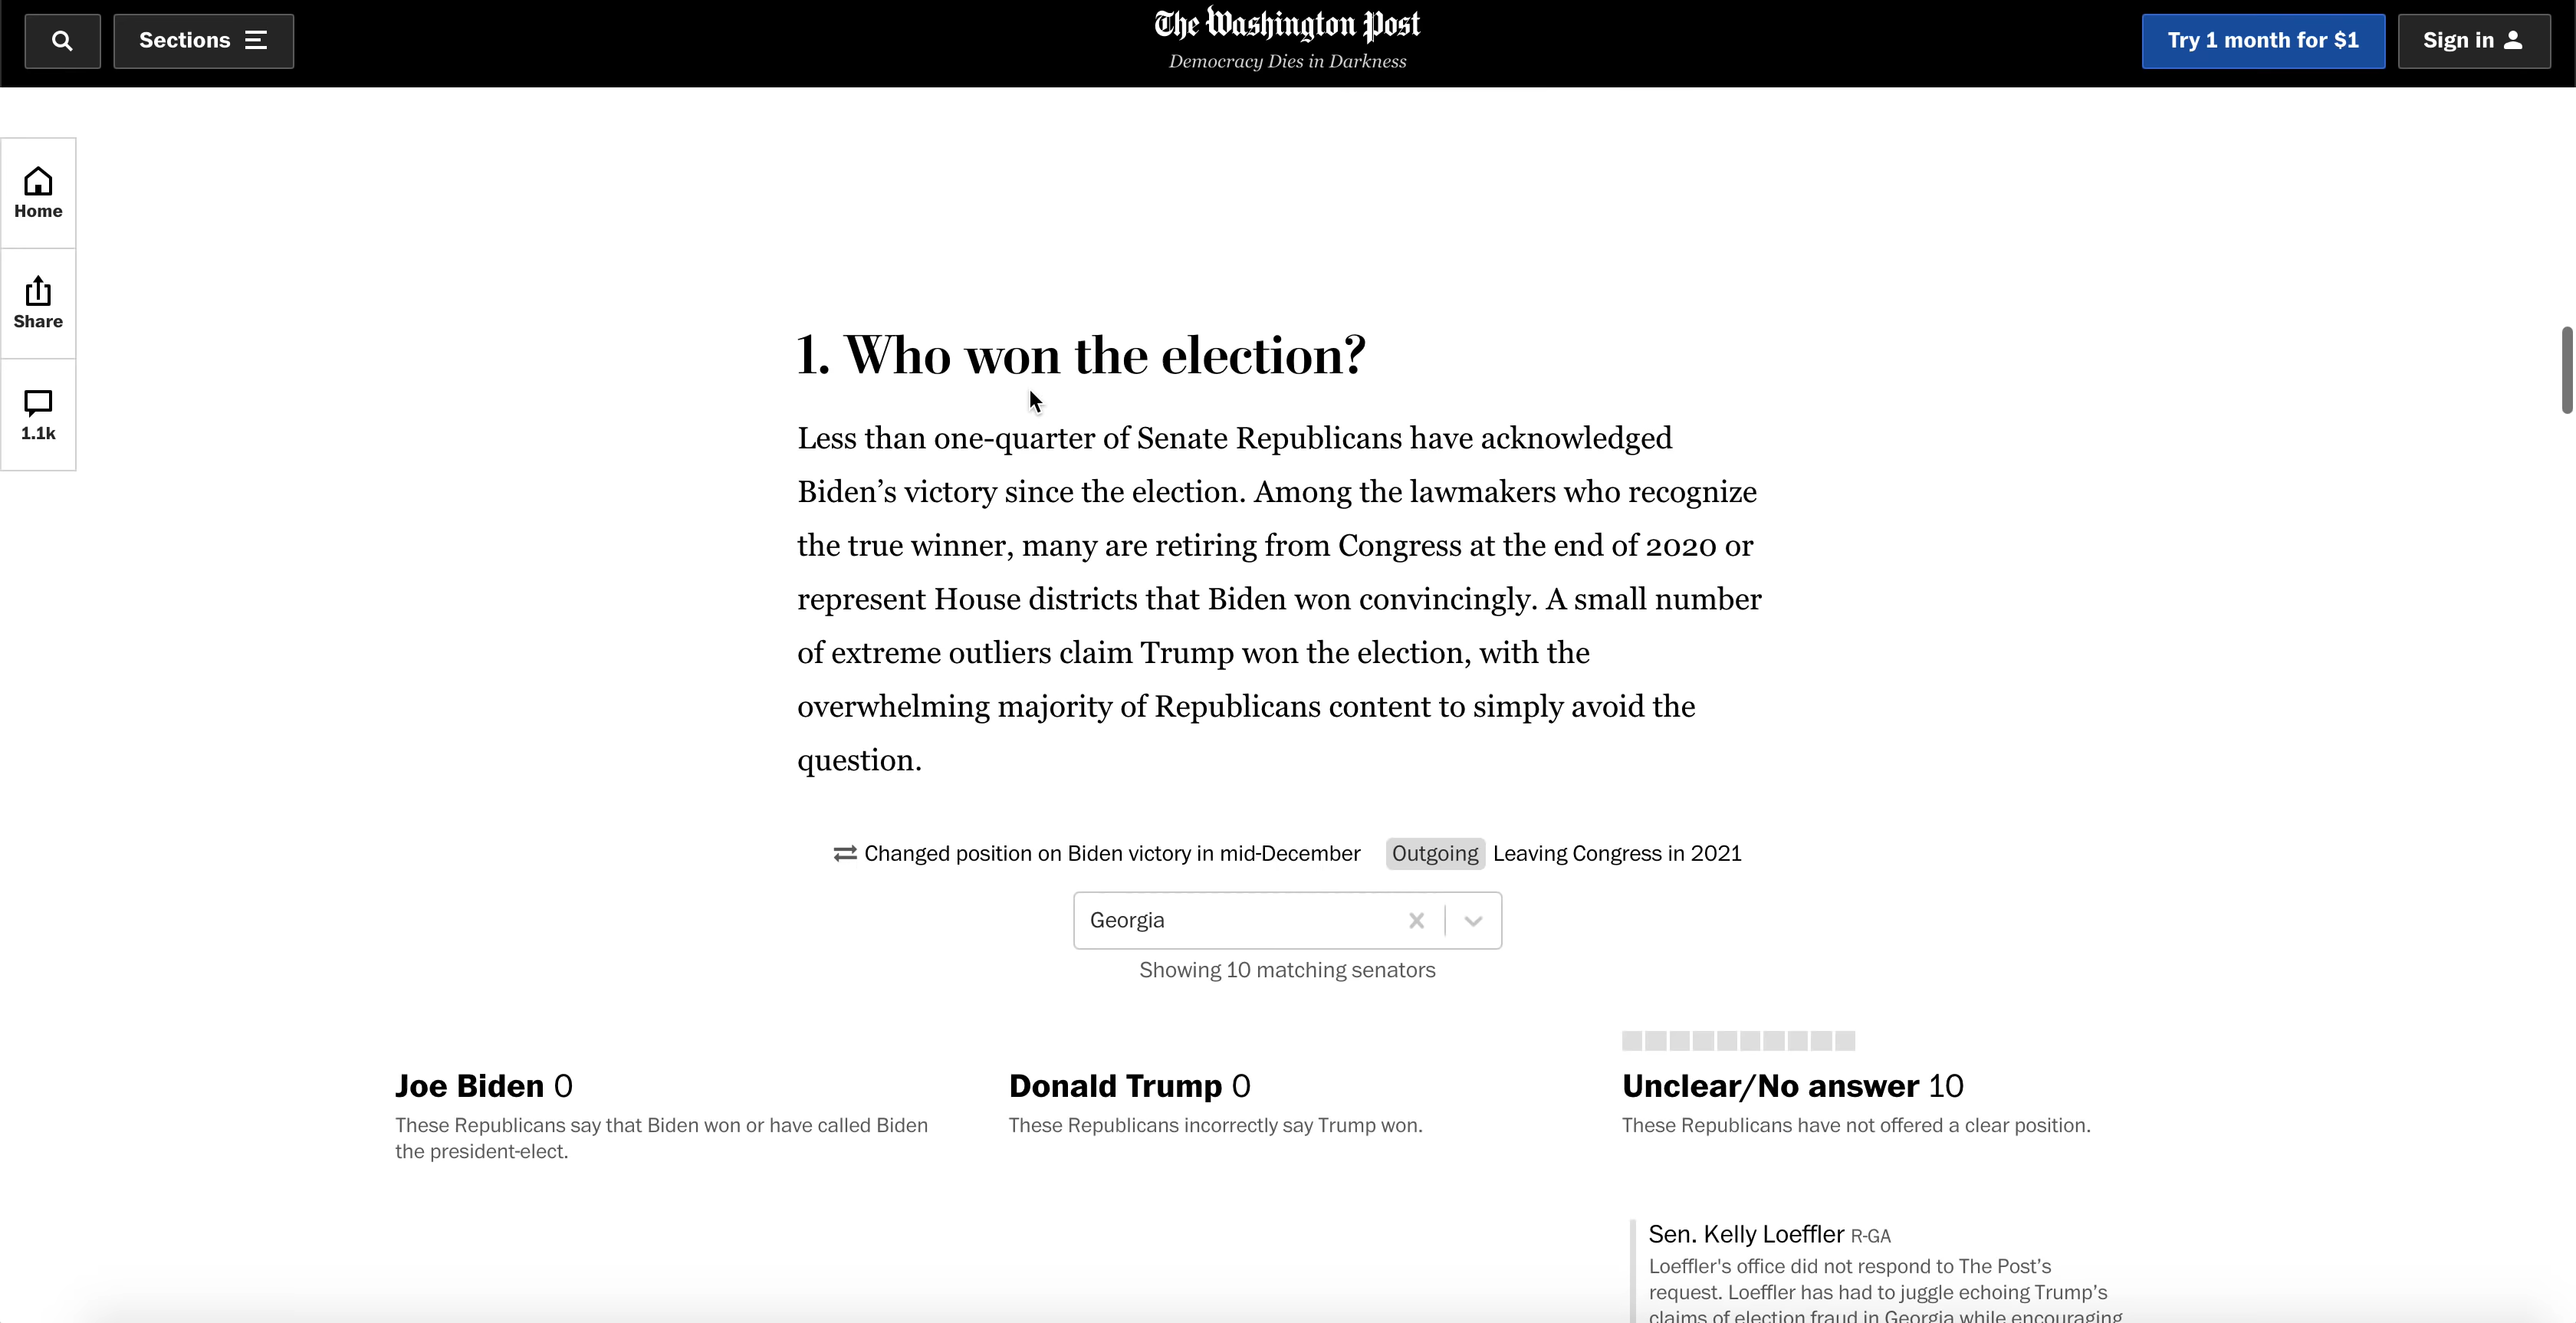 Sections
The Washington Post
Democracy Dies in Darkness
Try 1 month for $1
Sign in
Home
Share
1.1k
1. Who won the election?
Less than one-quarter of Senate Republicans have acknowledged
Biden’s victory since the election. Among the lawmakers who recognize
the true winner, many are retiring from Congress at the end of 2020 or
represent House districts that Biden won convincingly. A small number
of extreme outliers claim Trump won the election, with the
overwhelming majority of Republicans content to simply avoid the
question.
Changed position on Biden victory in mid-December Outgoing Leaving Congress in 2021
Georgia
Showing 10 matching senators
Joe Biden 0
These Republicans say that Biden won or have called Biden
the president-elect.
Donald Trump 0
These Republicans incorrectly say Trump won.
Unclear/No answer 10
These Republicans have not offered a clear position.
Sen. Kelly Loeffler R-GA
Loeffler's office did not respond to The Post’s
request. Loeffler has had to juggle echoing Trump’s
claims of election fraud in Georgia while encouraging